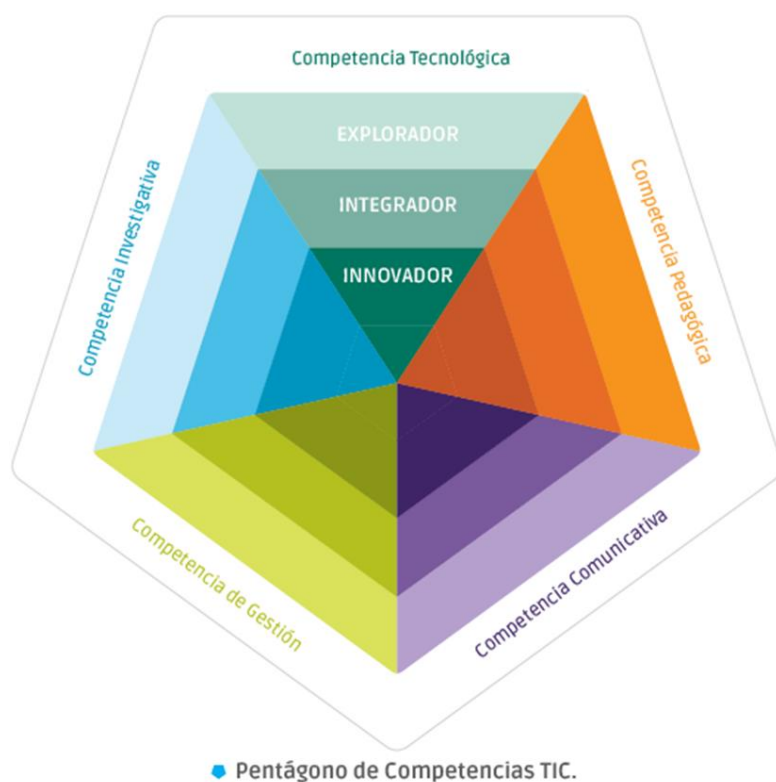 Competencia Tecnológica
EXPLORADOR
INTEGRADOR
INNOVADOR
Competencia Investigativa
Competencia Pedagógica
Competencia de Gestión
Competencia Comunicativa
Pentágono de Competencias TIC.